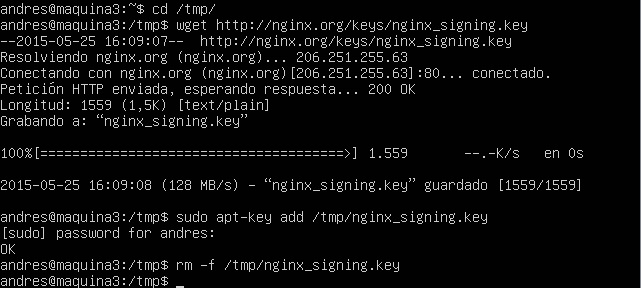 andres@maquina3:~$ cd /tmp/
andres@maquina3:/tmp$ wget http://nginx.org/keys/nginx_signing.key
--2015-05-25 16:09:07--  http://nginx.org/keys/nginx_signing.key
Resolviendo nginx.org (nginx.org)... 206.251.255.63
Conectando con nginx.org (nginx.org)[206.251.255.63]:80... conectado.
Petición HTTP enviada, esperando respuesta... 200 OK
Longitud: 1559 (1,5K) [text/plain]
Grabando a: “nginx_signing.key”
100%[======================================>] 1.559       --.-K/s   en 0s
2015-05-25 16:09:08 (128 MB/s) - “nginx_signing.key” guardado [1559/1559]
andres@maquina3:/tmp$ sudo apt-key add /tmp/nginx_signing.key
[sudo] password for andres:
OK
andres@maquina3:/tmp$ rm -f /tmp/nginx_signing.key
andres@maquina3:/tmp$ _